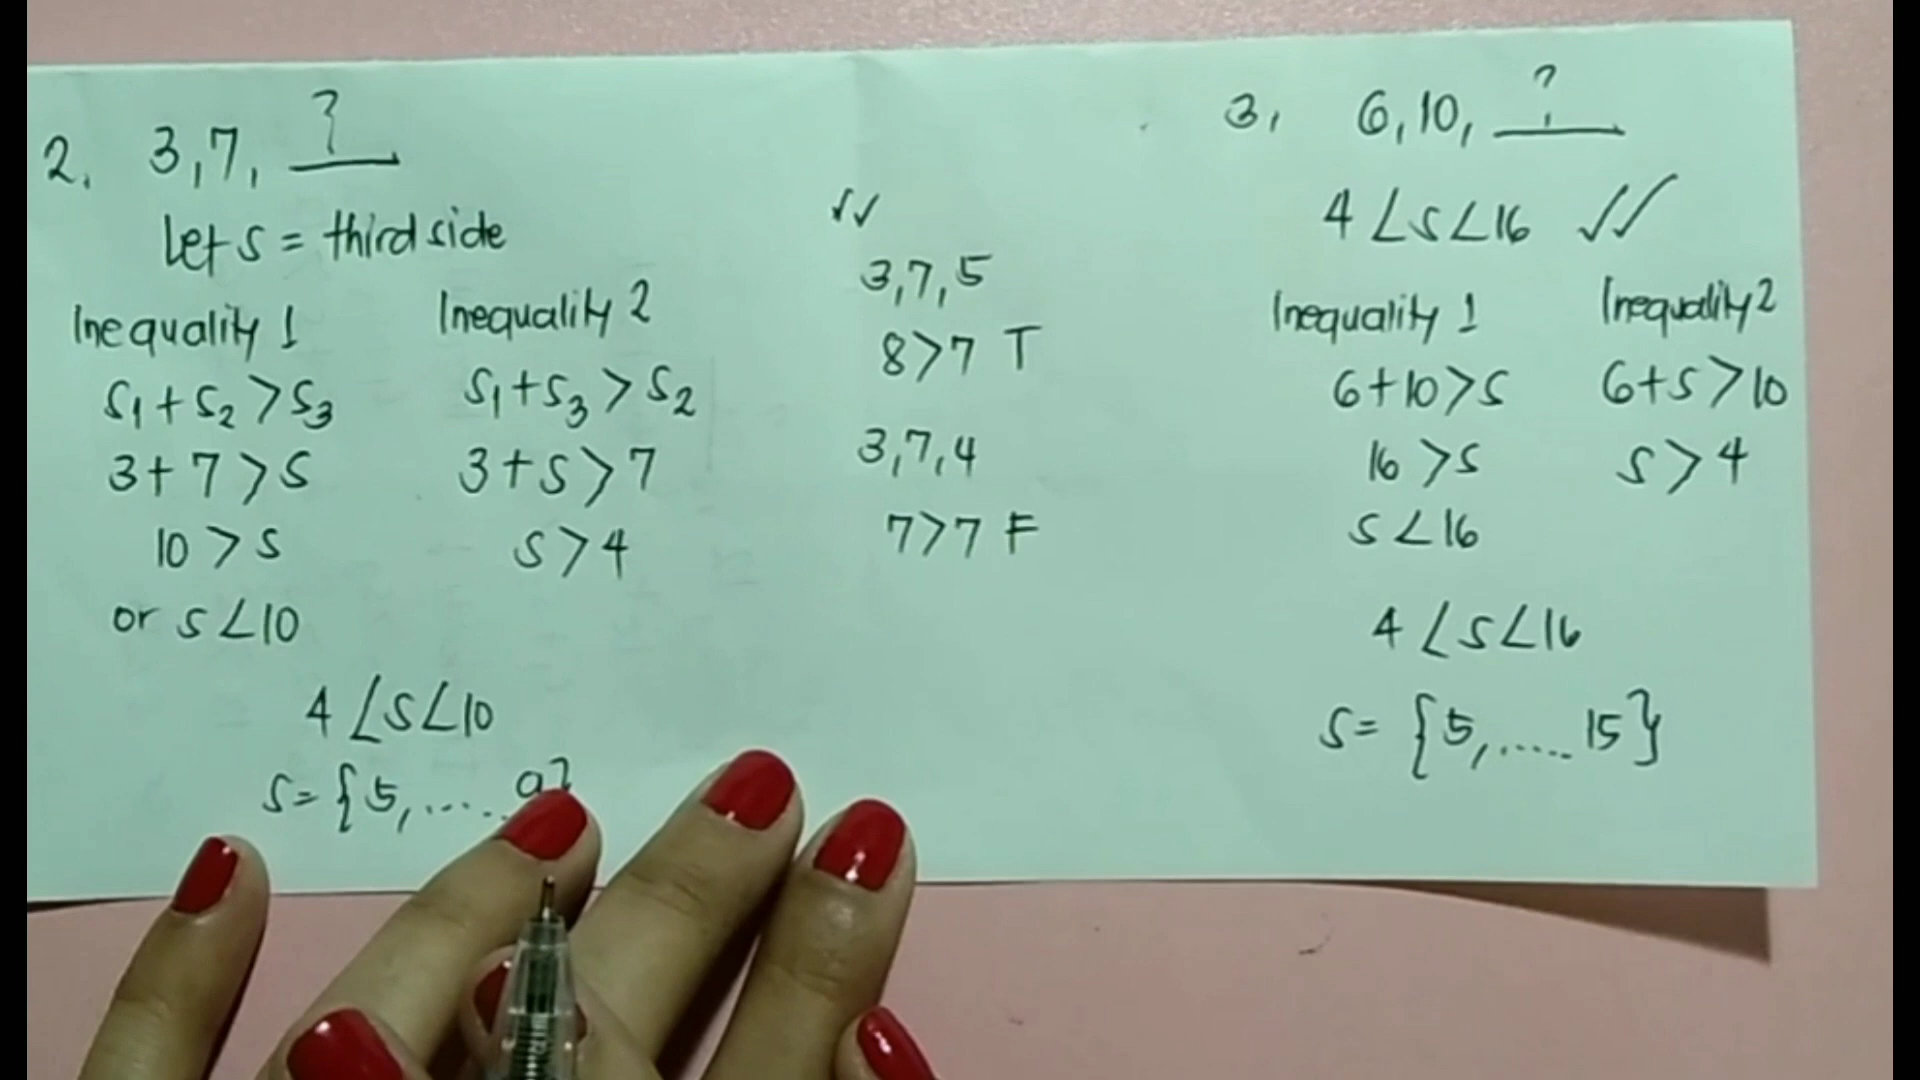 2. 3,7, ?
Let s = third side
Inequality 1
S1+S2>S3
3+7>S
10>S
or S<10
Inequality 2
S1+S3>S2
3+S>7
S>4
4<S<10
S={5,....9}
✓✓
3,7,5
8>7 T
3,7,4
7>7 F
3, 6,10, ?
4<S<16 ✓✓
Inequality 1
6+10>S
16>S
S<16
Inequality 2
6+S>10
S>4
4<S<16
S={5,.....15}